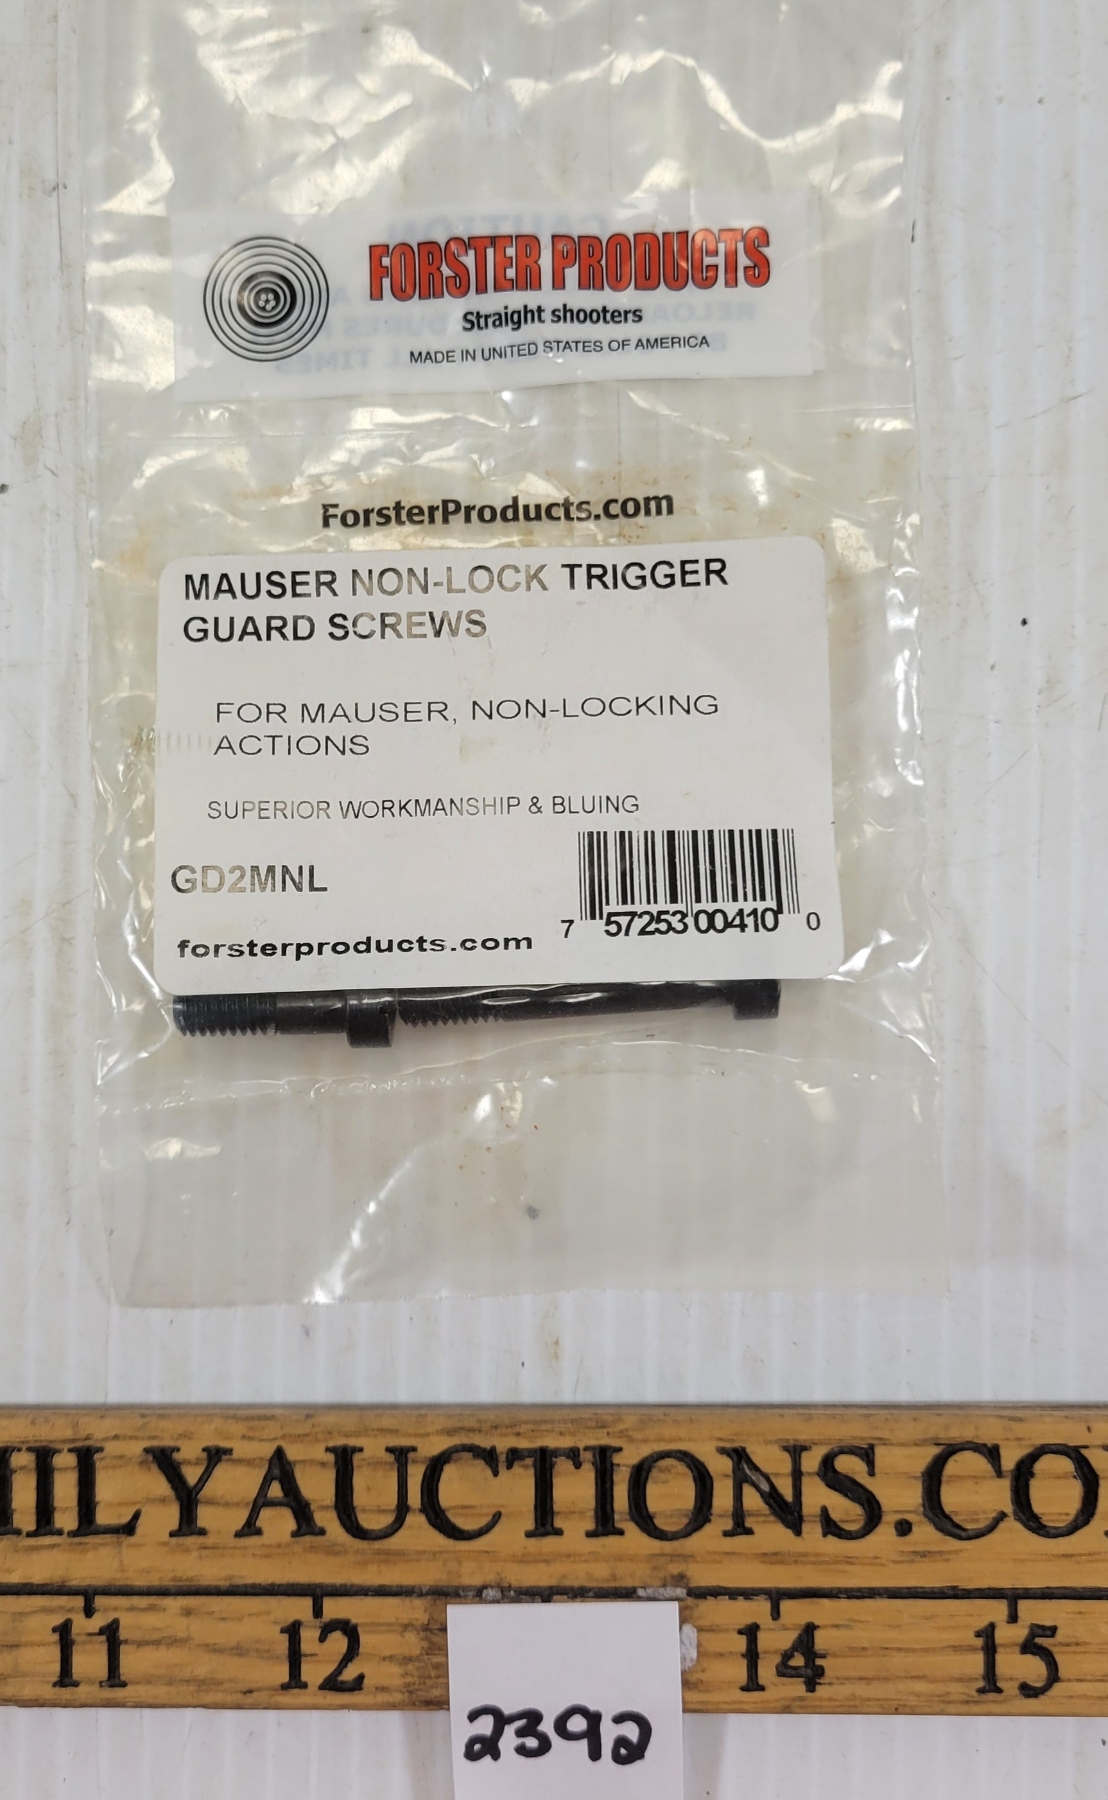 FORSTER PRODUCTS
Straight shooters
MADE IN UNITED STATES OF AMERICA
ForsterProducts.com
MAUSER NON-LOCK TRIGGER
GUARD SCREWS
FOR MAUSER, NON-LOCKING
ACTIONS
SUPERIOR WORKMANSHIP & BLUING
GD2MNL
7 57253 00410 0
forsterproducts.com
ILYAUCTIONS.CO
11 12 14 15
2392